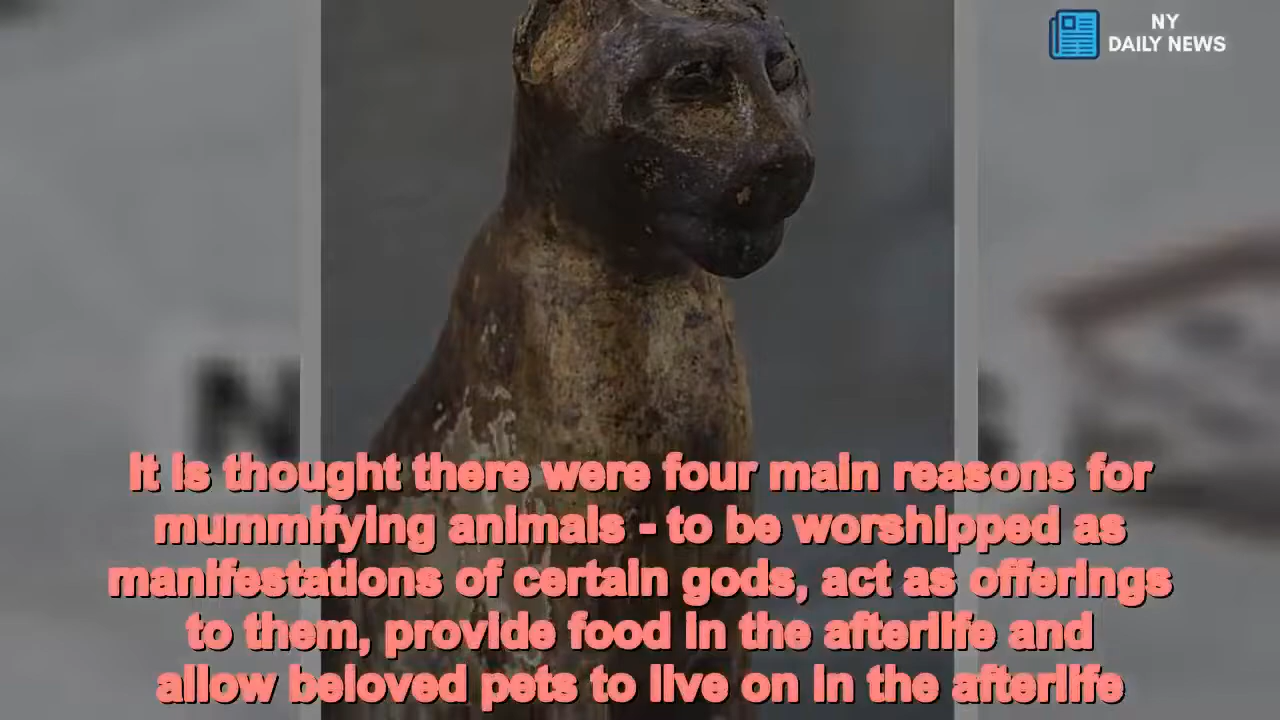 NY
DAILY NEWS
It is thought there were four main reasons for
mummifying animals - to be worshipped as
manifestations of certain gods, act as offerings
to them, provide food in the afterlife and
allow beloved pets to live on in the afterlife